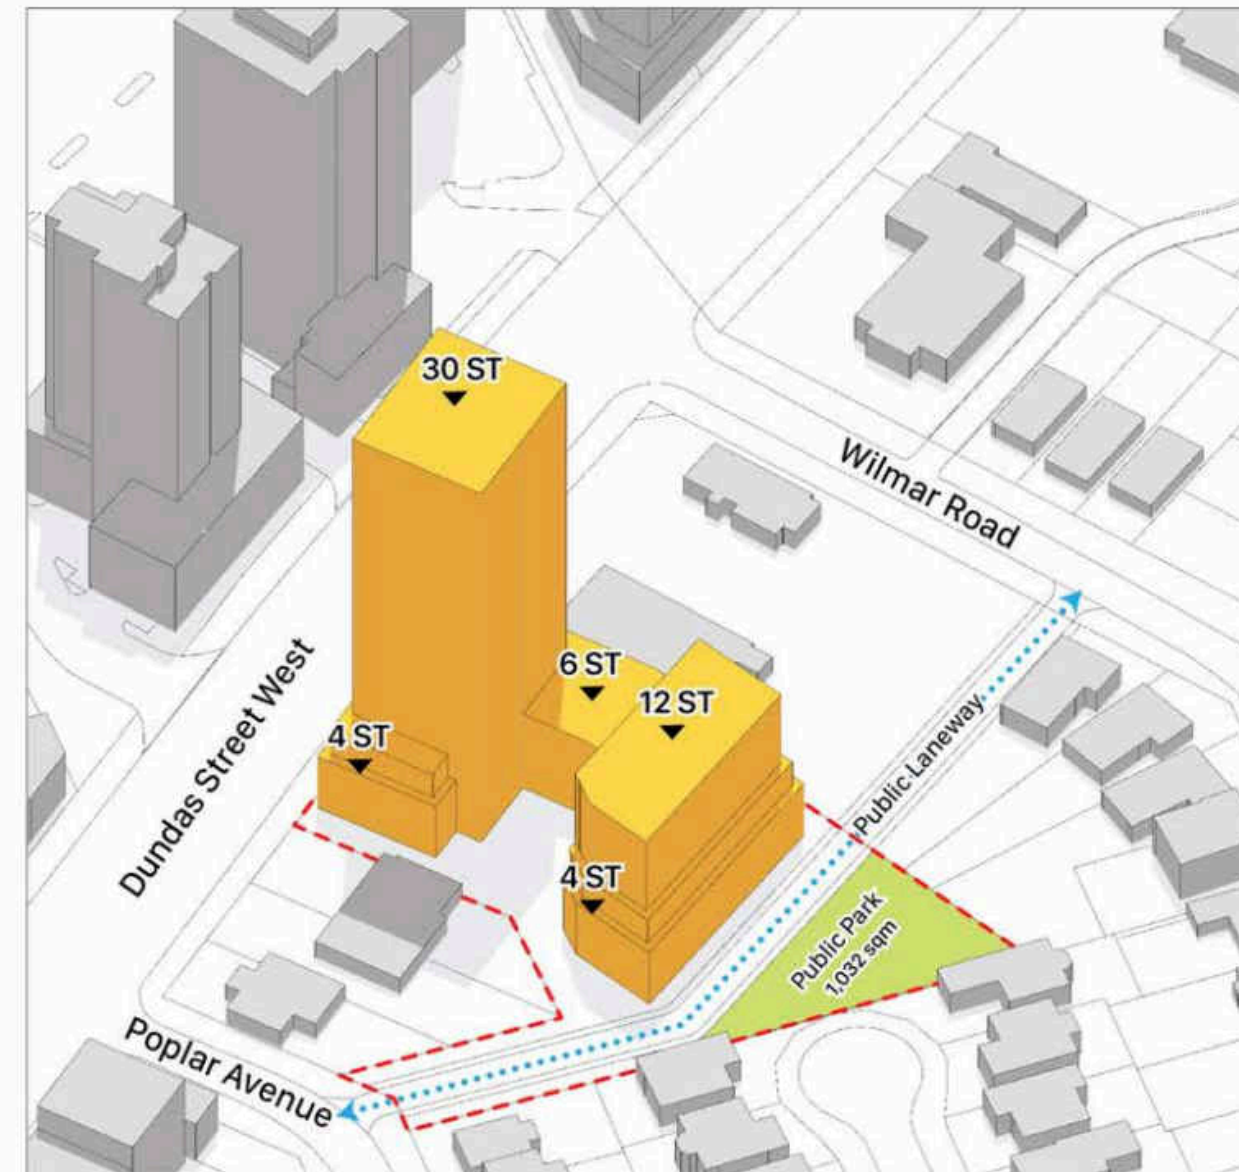 30 ST
Wilmar Road
6 ST
12 ST
4 ST
Dundas Street West
Public Laneway
4 ST
Public Park
1,032 sqm
Poplar Avenue